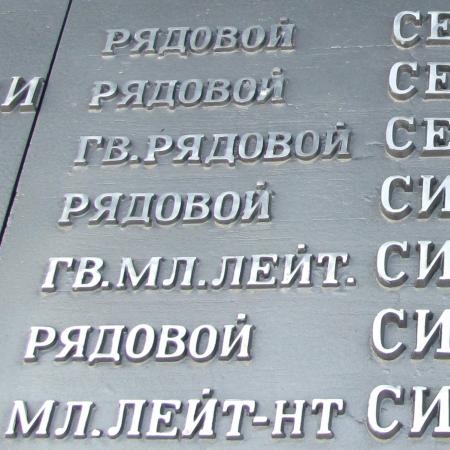 РЯДОВОЙ СЕ
И РЯДОВОЙ СЕ
ГВ.РЯДОВОЙ СЕ
РЯДОВОЙ СИ
ГВ.МЛ.ЛЕЙТ. СИ
РЯДОВОЙ СИ
МЛ.ЛЕЙТ-НТ СИ